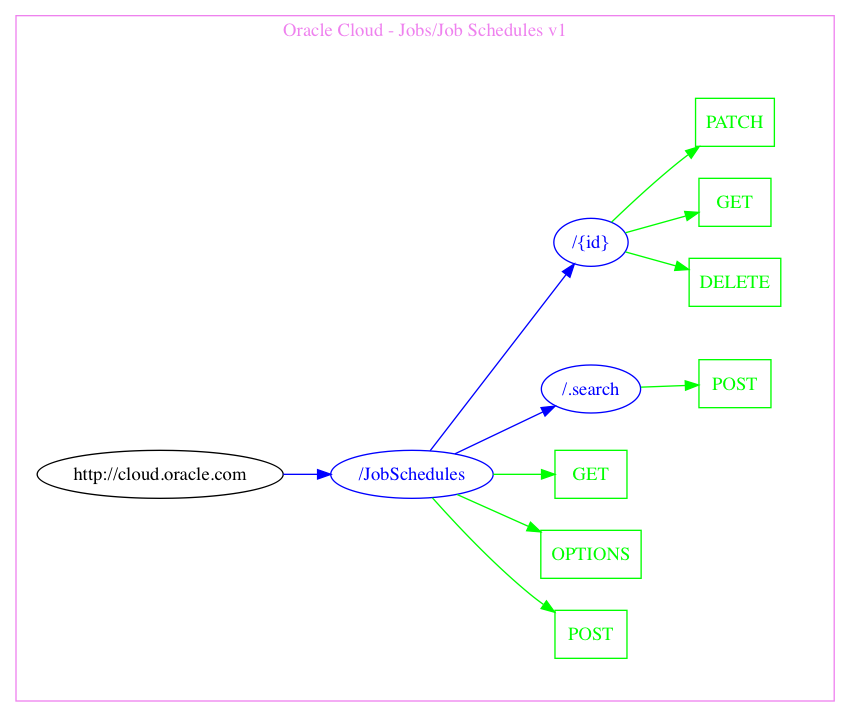 Oracle Cloud - Jobs/Job Schedules v1
PATCH
GET
/{id}
DELETE
/.search
POST
http://cloud.oracle.com
/JobSchedules
GET
OPTIONS
POST